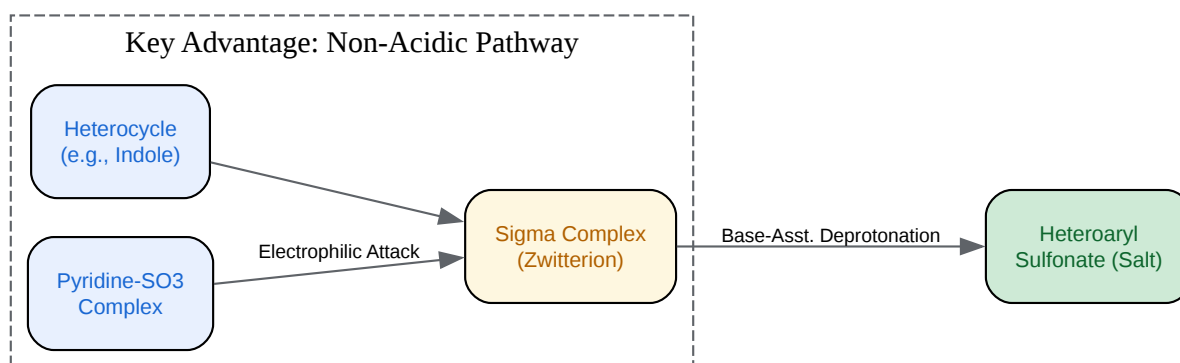 Key Advantage: Non-Acidic Pathway
Heterocycle
(e.g., Indole)
Pyridine-SO3
Complex
Electrophilic Attack
Sigma Complex
(Zwitterion)
Base-Asst. Deprotonation
Heteroaryl
Sulfonate (Salt)